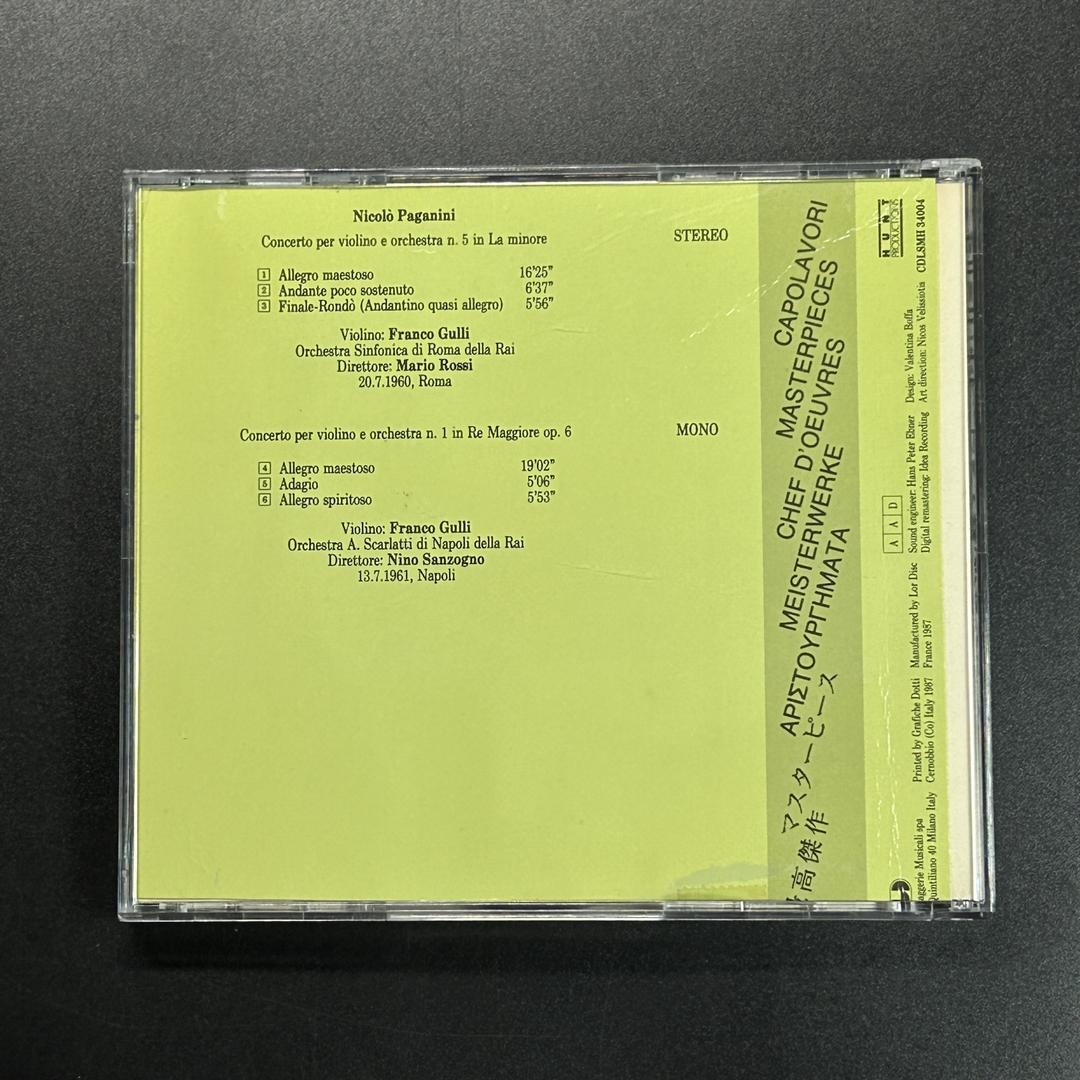 Nicolò Paganini
Concerto per violino e orchestra n. 5 in La minore STEREO
1 Allegro maestoso 16'25"
2 Andante poco sostenuto 6'37"
3 Finale-Rondò (Andantino quasi allegro) 5'56"
Violino: Franco Gulli
Orchestra Sinfonica di Roma della Rai
Direttore: Mario Rossi
20.7.1960, Roma
Concerto per violino e orchestra n. 1 in Re Maggiore op. 6 MONO
4 Allegro maestoso 19'02"
5 Adagio 5'06"
6 Allegro spiritoso 5'53"
Violino: Franco Gulli
Orchestra A. Scarlatti di Napoli della Rai
Direttore: Nino Sanzogno
13.7.1961, Napoli
CAPOLAVORI
MASTERPIECES
CHEF D'OEUVRES
MEISTERWERKE
ΑΡΙΣΤΟΥΡΓΗΜΑΤΑ
マスターピース
高傑作
HUNT
PRODUCTIONS
CDLSMH 34004
Design: Valentina Boffa
Art direction: Nicos Velissiotis
Sound engineer: Hans Peter Ebner
Digital remastering: Idea Recording
AAD
Manufactured by Lor Disc
France 1987
Printed by Grafiche Dotti
Cernobbio (Co) Italy 1987
aggerie Musicali spa
Quintiliano 40 Milano Italy